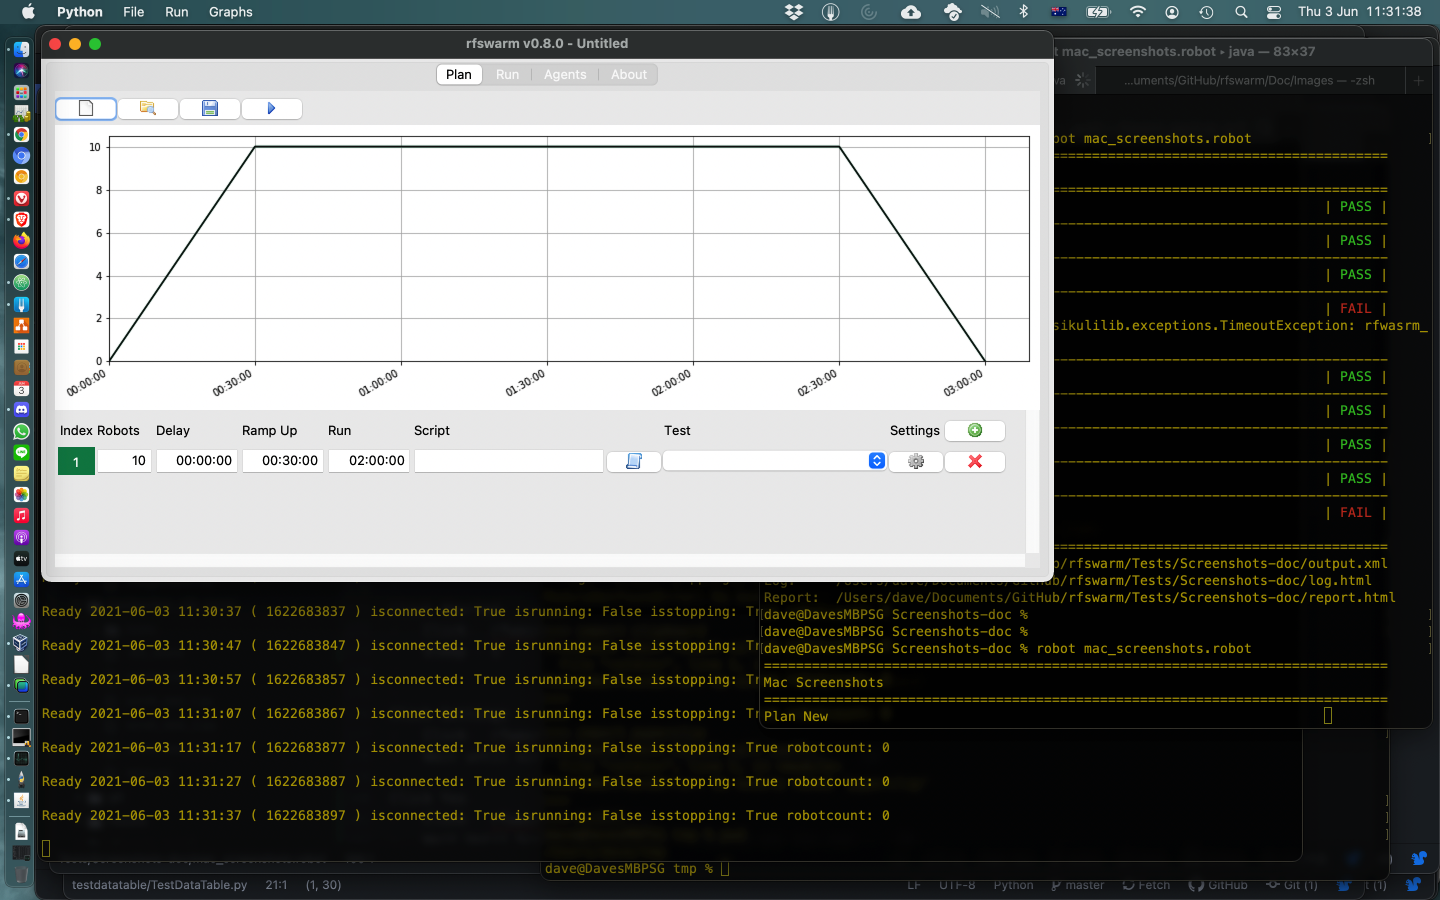 Python File Run Graphs Thu 3 Jun 11:31:38
rfswarm v0.8.0 - Untitled
Plan Run Agents About
10
8
6
4
2
0
00:00:00 00:30:00 01:00:00 01:30:00 02:00:00 02:30:00 03:00:00
Index Robots Delay Ramp Up Run Script Test Settings
1 10 00:00:00 00:30:00 02:00:00
mac_screenshots.robot ▸ java — 83×37
...uments/GitHub/rfswarm/Doc/Images — -zsh
mac_screenshots.robot
| PASS |
| PASS |
| PASS |
| FAIL |
sikulilib.exceptions.TimeoutException: rfwasrm_
| PASS |
| PASS |
| PASS |
| PASS |
| FAIL |
/rfswarm/Tests/Screenshots-doc/output.xml
Log: /Users/dave/Documents/GitHub/rfswarm/Tests/Screenshots-doc/log.html
Report: /Users/dave/Documents/GitHub/rfswarm/Tests/Screenshots-doc/report.html
dave@DavesMBPSG Screenshots-doc %
dave@DavesMBPSG Screenshots-doc %
dave@DavesMBPSG Screenshots-doc % robot mac_screenshots.robot
Mac Screenshots
Plan New
Ready 2021-06-03 11:30:37 ( 1622683837 ) isconnected: True isrunning: False isstopping:
Ready 2021-06-03 11:30:47 ( 1622683847 ) isconnected: True isrunning: False isstopping:
Ready 2021-06-03 11:30:57 ( 1622683857 ) isconnected: True isrunning: False isstopping:
Ready 2021-06-03 11:31:07 ( 1622683867 ) isconnected: True isrunning: False isstopping:
Ready 2021-06-03 11:31:17 ( 1622683877 ) isconnected: True isrunning: False isstopping: True robotcount: 0
Ready 2021-06-03 11:31:27 ( 1622683887 ) isconnected: True isrunning: False isstopping: True robotcount: 0
Ready 2021-06-03 11:31:37 ( 1622683897 ) isconnected: True isrunning: False isstopping: True robotcount: 0
dave@DavesMBPSG tmp %
testdatatable/TestDataTable.py 21:1 (1, 30) LF UTF-8 Python master Fetch GitHub Git (1)